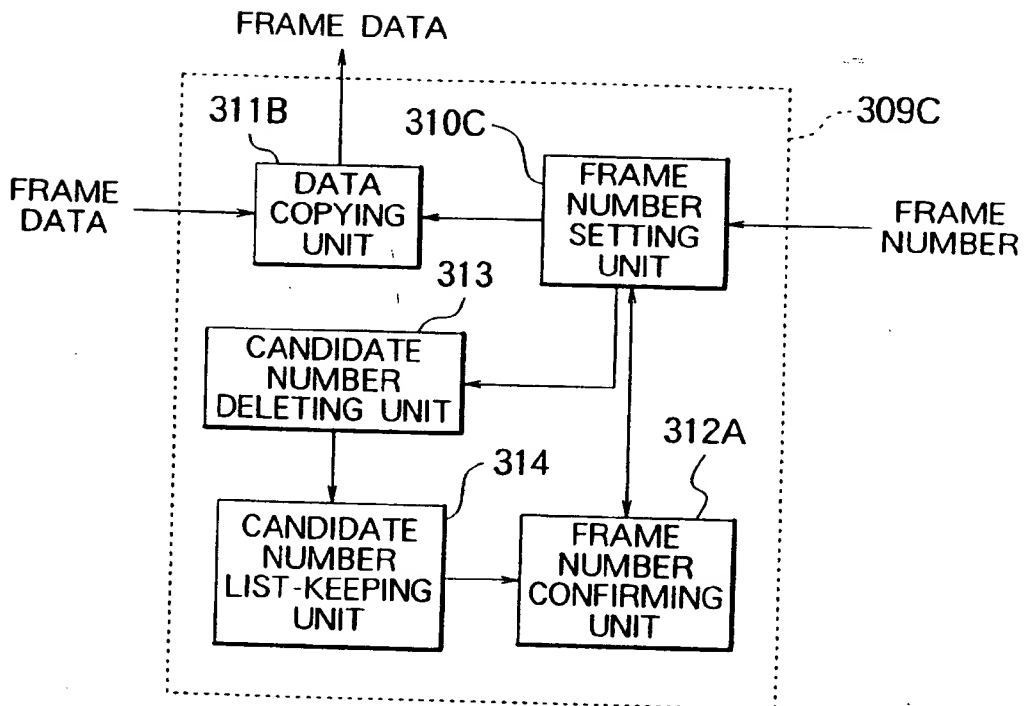 FRAME DATA
311B
310C
309C
FRAME
DATA
DATA
COPYING
UNIT
FRAME
NUMBER
SETTING
UNIT
FRAME
NUMBER
313
CANDIDATE
NUMBER
DELETING UNIT
312A
314
CANDIDATE
NUMBER
LIST-KEEPING
UNIT
FRAME
NUMBER
CONFIRMING
UNIT